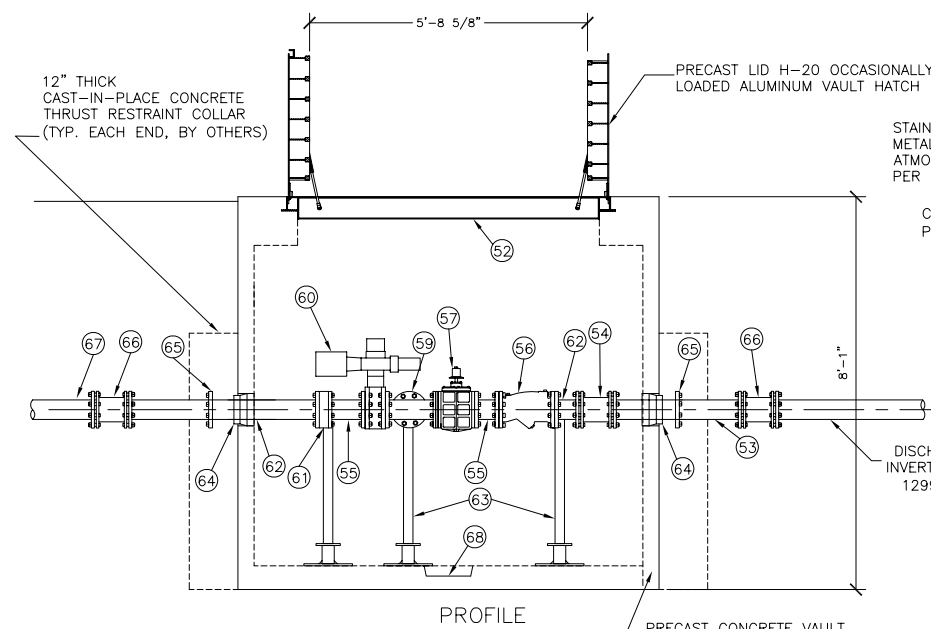 5'-8 5/8"
12" THICK
CAST-IN-PLACE CONCRETE
THRUST RESTRAINT COLLAR
(TYP. EACH END, BY OTHERS)
PRECAST LID H-20 OCCASIONALLY
LOADED ALUMINUM VAULT HATCH
STAIN
METAL
ATMO
PER
C
P
52
60
57
59
56
62
54
67
66
65
65
66
8'-1"
64
62
61
55
55
64
53
63
68
DISCH
INVERT
1299
PROFILE
PRECAST CONCRETE VAULT